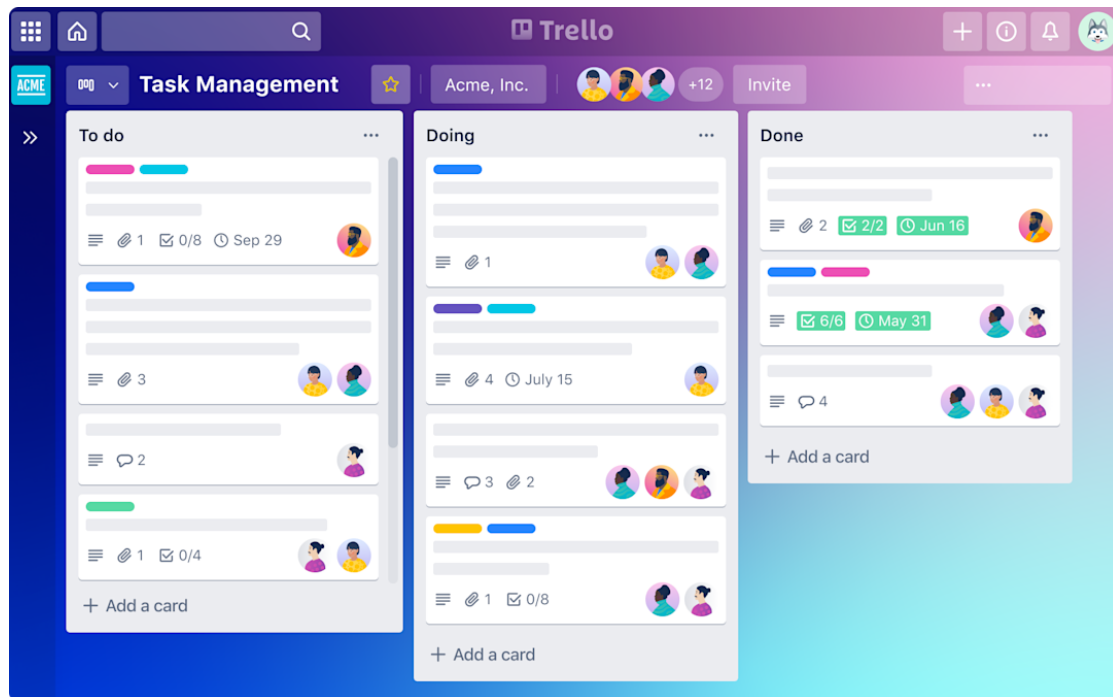 Trello
ACME
Task Management
Acme, Inc.
+12
Invite
To do
1 0/8 Sep 29
3
2
1 0/4
+ Add a card
Doing
1
4 July 15
3 2
1 0/8
+ Add a card
Done
2 2/2 Jun 16
6/6 May 31
4
+ Add a card